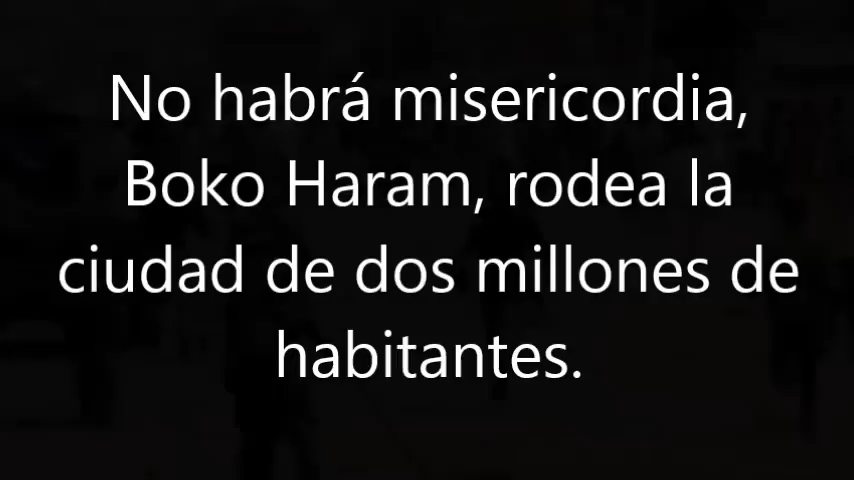 No habrá misericordia,
Boko Haram, rodea la
ciudad de dos millones de
habitantes.